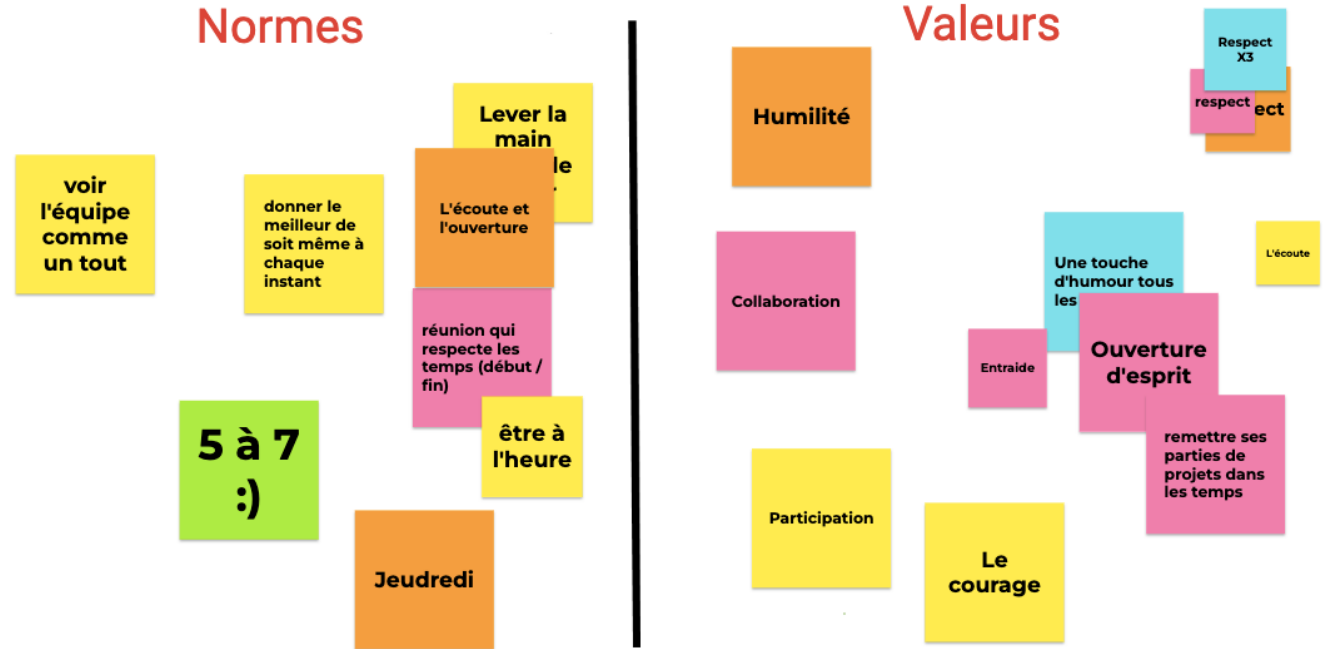 Normes
voir
l'équipe
comme
un tout
donner le
meilleur de
soit même à
chaque
instant
Lever la
main
le
L'écoute et
l'ouverture
réunion qui
respecte les
temps (début /
fin)
être à
l'heure
5 à 7
:)
Jeudredi
Valeurs
Humilité
Respect
X3
respect
ect
Collaboration
Une touche
d'humour tous
les
L'écoute
Entraide
Ouverture
d'esprit
remettre ses
parties de
projets dans
les temps
Participation
Le
courage